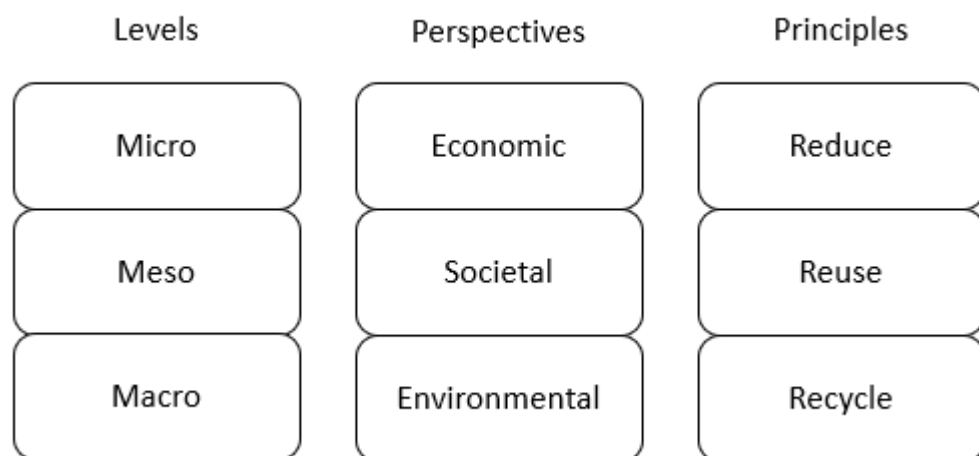 Levels
Perspectives
Principles
Micro
Economic
Reduce
Meso
Societal
Reuse
Macro
Environmental
Recycle